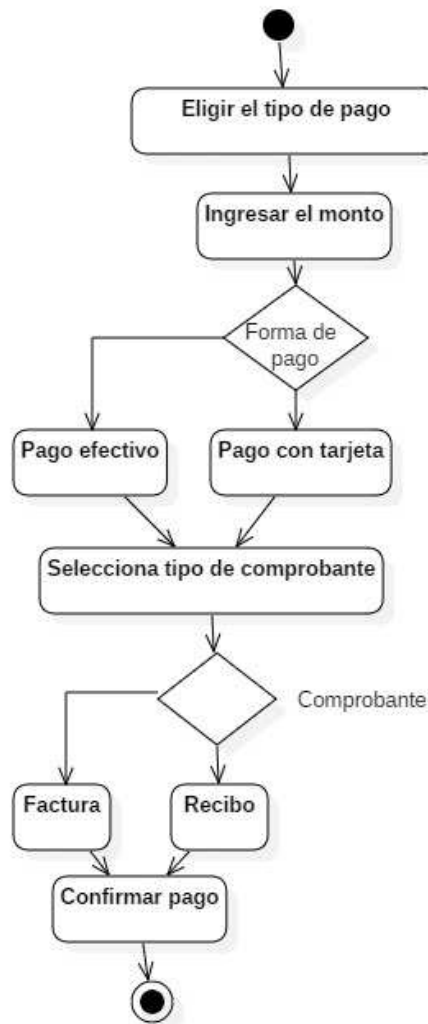 Eligir el tipo de pago
Ingresar el monto
Forma de
pago
Pago efectivo
Pago con tarjeta
Selecciona tipo de comprobante
Comprobante
Factura
Recibo
Confirmar pago